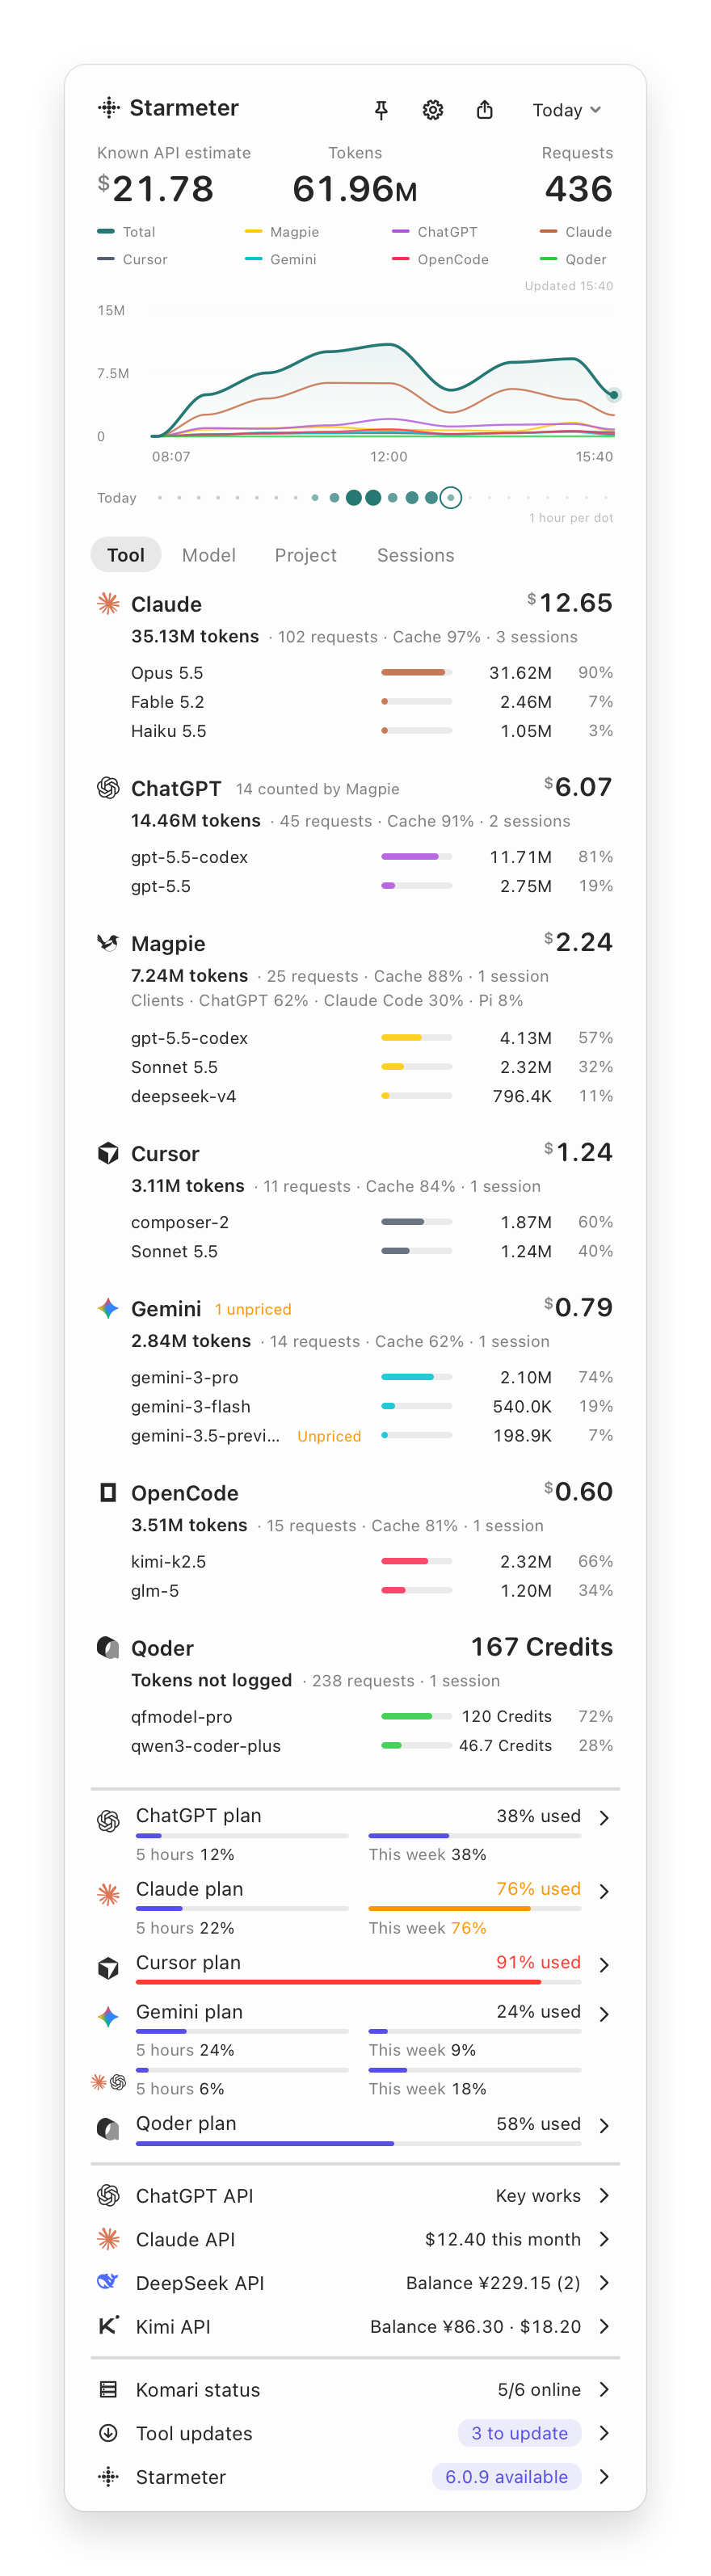 Starmeter Today
Known API estimate Tokens Requests
$21.78 61.96M 436
Total Magpie ChatGPT Claude
Cursor Gemini OpenCode Qoder
Updated 15:40
15M
7.5M
0
08:07 12:00 15:40
Today
1 hour per dot
Tool Model Project Sessions
Claude $12.65
35.13M tokens · 102 requests · Cache 97% · 3 sessions
Opus 5.5 31.62M 90%
Fable 5.2 2.46M 7%
Haiku 5.5 1.05M 3%
ChatGPT 14 counted by Magpie $6.07
14.46M tokens · 45 requests · Cache 91% · 2 sessions
gpt-5.5-codex 11.71M 81%
gpt-5.5 2.75M 19%
Magpie $2.24
7.24M tokens · 25 requests · Cache 88% · 1 session
Clients · ChatGPT 62% · Claude Code 30% · Pi 8%
gpt-5.5-codex 4.13M 57%
Sonnet 5.5 2.32M 32%
deepseek-v4 796.4K 11%
Cursor $1.24
3.11M tokens · 11 requests · Cache 84% · 1 session
composer-2 1.87M 60%
Sonnet 5.5 1.24M 40%
Gemini 1 unpriced $0.79
2.84M tokens · 14 requests · Cache 62% · 1 session
gemini-3-pro 2.10M 74%
gemini-3-flash 540.0K 19%
gemini-3.5-previ... Unpriced 198.9K 7%
OpenCode $0.60
3.51M tokens · 15 requests · Cache 81% · 1 session
kimi-k2.5 2.32M 66%
glm-5 1.20M 34%
Qoder 167 Credits
Tokens not logged · 238 requests · 1 session
qfmodel-pro 120 Credits 72%
qwen3-coder-plus 46.7 Credits 28%
ChatGPT plan 38% used
5 hours 12% This week 38%
Claude plan 76% used
5 hours 22% This week 76%
Cursor plan 91% used
Gemini plan 24% used
5 hours 24% This week 9%
5 hours 6% This week 18%
Qoder plan 58% used
ChatGPT API Key works
Claude API $12.40 this month
DeepSeek API Balance ¥229.15 (2)
Kimi API Balance ¥86.30 · $18.20
Komari status 5/6 online
Tool updates 3 to update
Starmeter 6.0.9 available